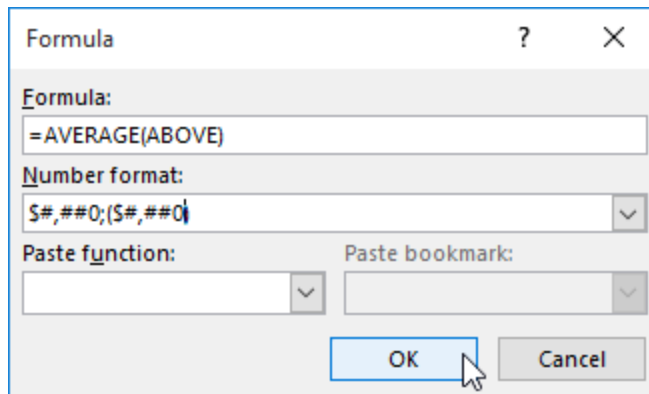 Formula ?
Formula:
=AVERAGE(ABOVE)
Number format:
$#,##0;($#,##0
Paste function: Paste bookmark:
OK Cancel